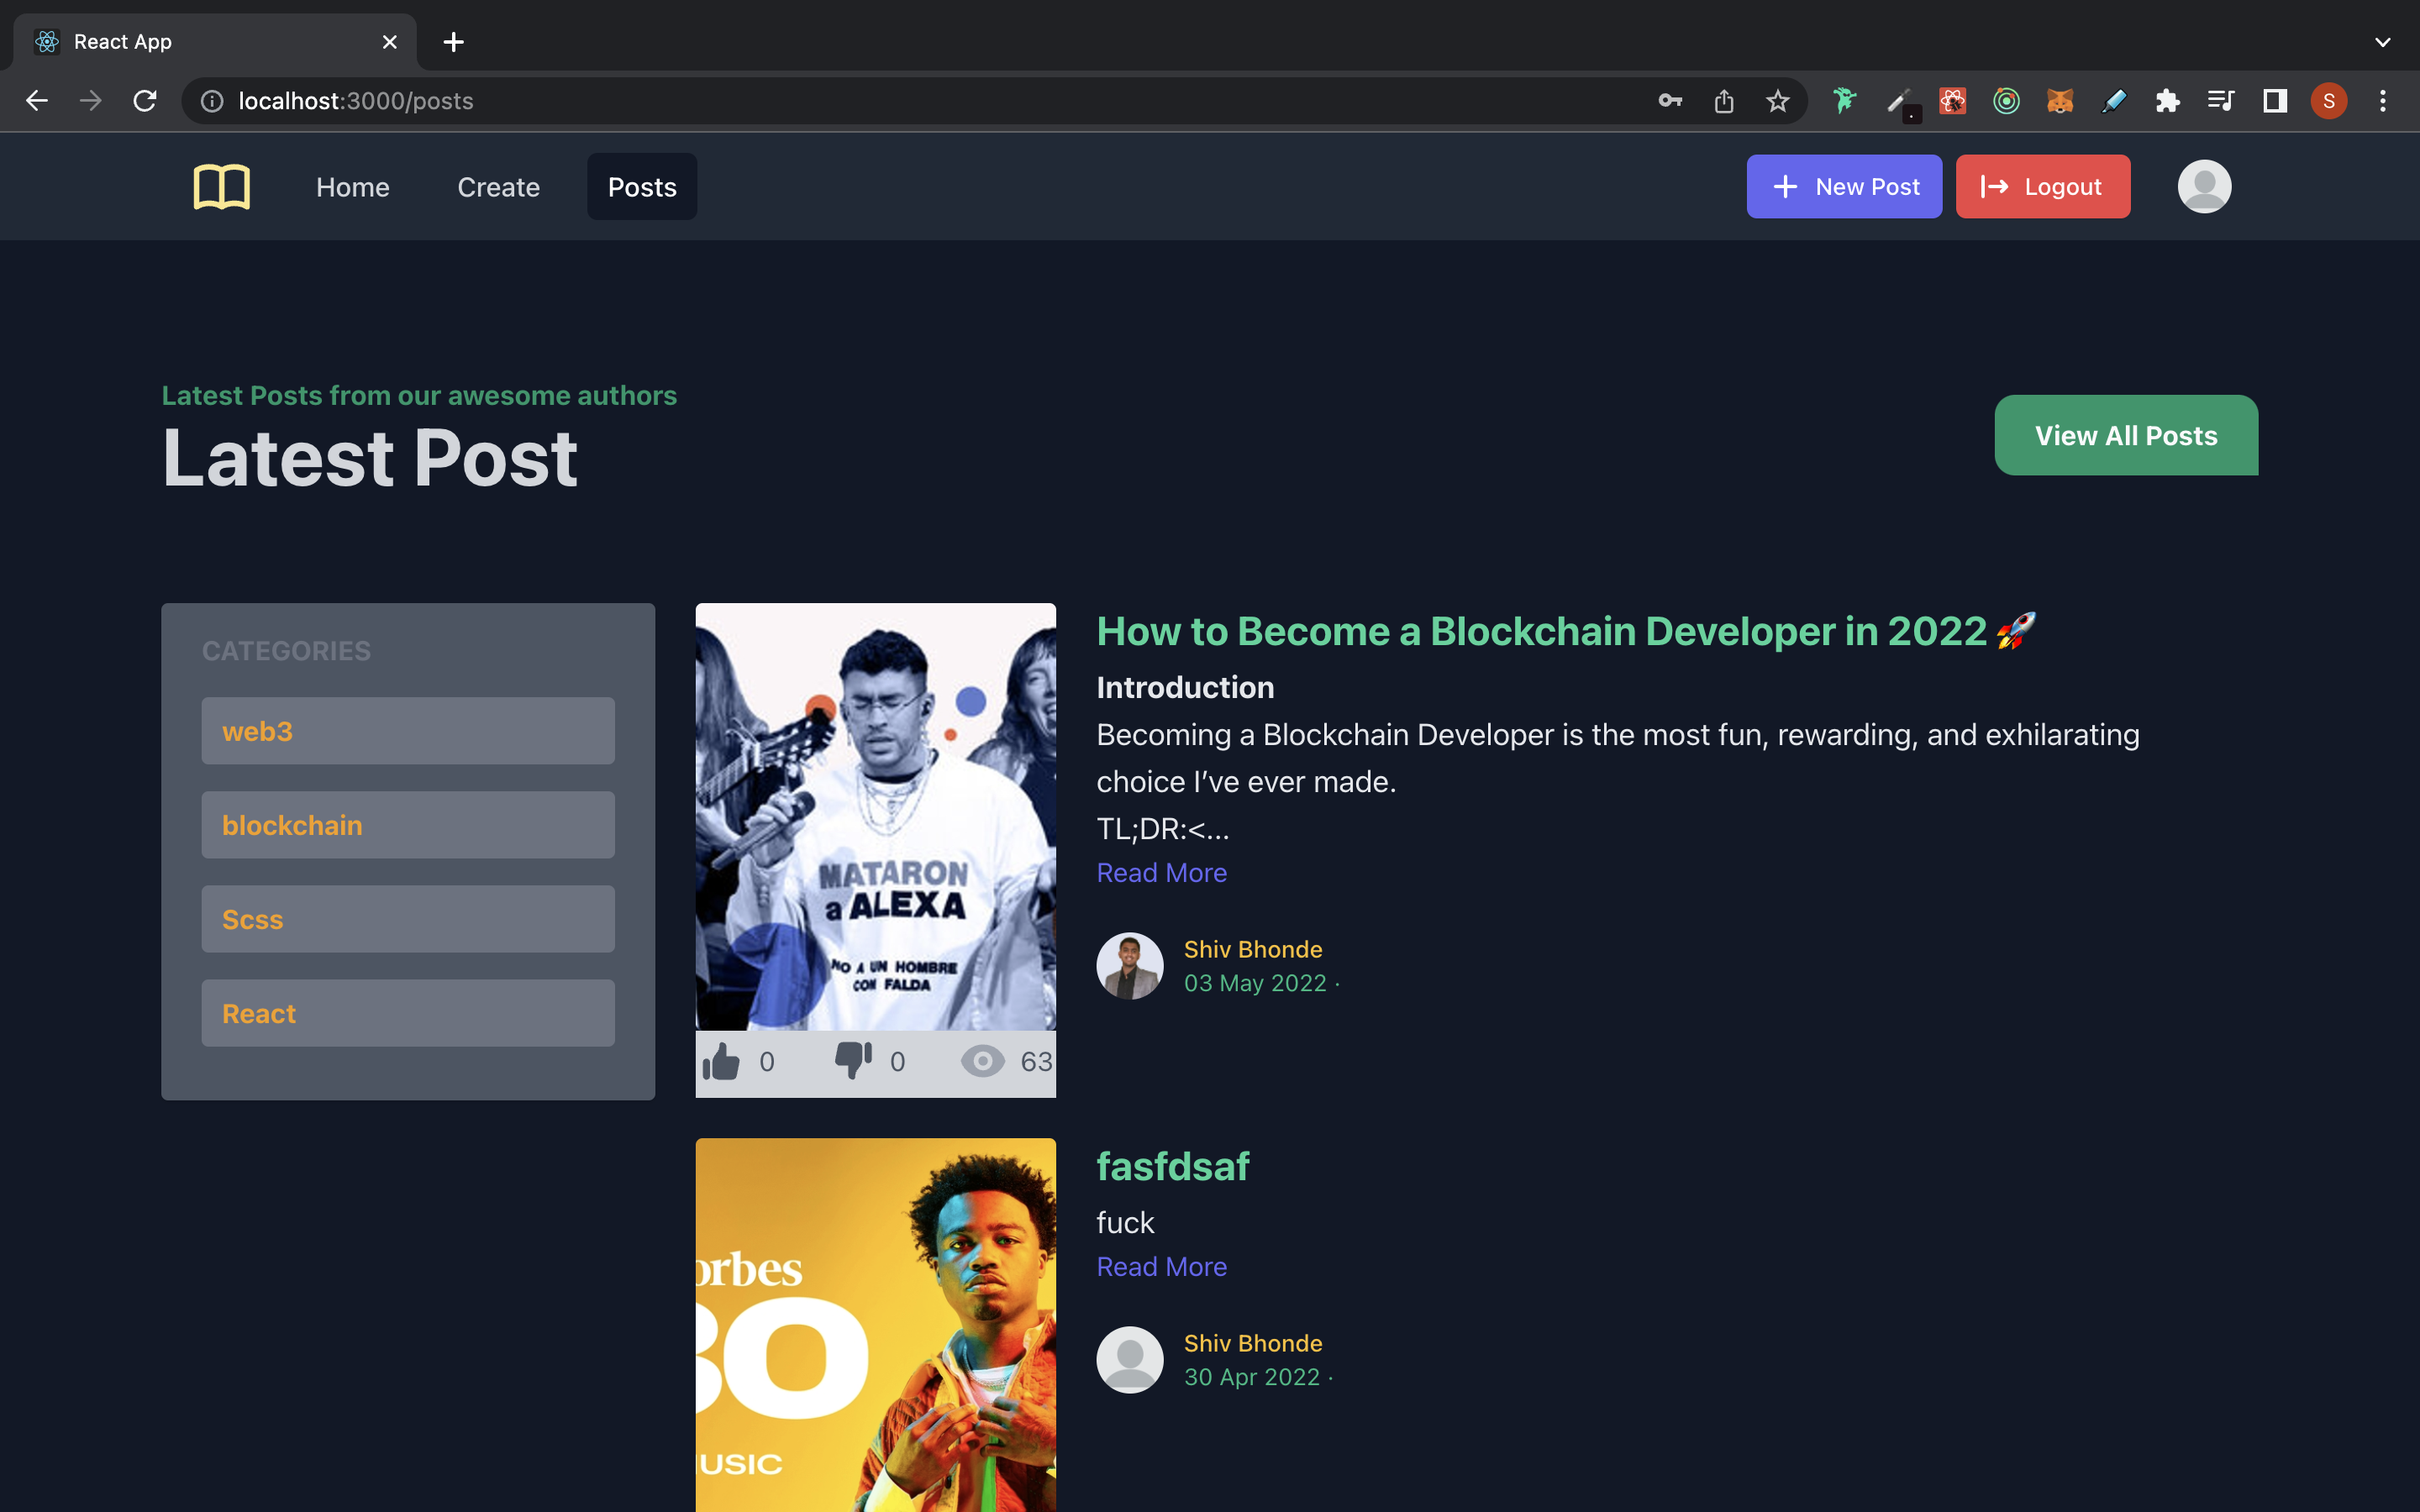 React App
localhost:3000/posts
S
Home
Create
Posts
New Post
Logout
Latest Posts from our awesome authors
Latest Post
View All Posts
CATEGORIES
web3
blockchain
Scss
React
MATARON
a ALEXA
NO A UN HOMBRE
CON FALDA
0
0
63
How to Become a Blockchain Developer in 2022 🚀
Introduction
Becoming a Blockchain Developer is the most fun, rewarding, and exhilarating
choice I’ve ever made.
TL;DR:<...
Read More
Shiv Bhonde
03 May 2022 ·
orbes
30
USIC
fasfdsaf
fuck
Read More
Shiv Bhonde
30 Apr 2022 ·